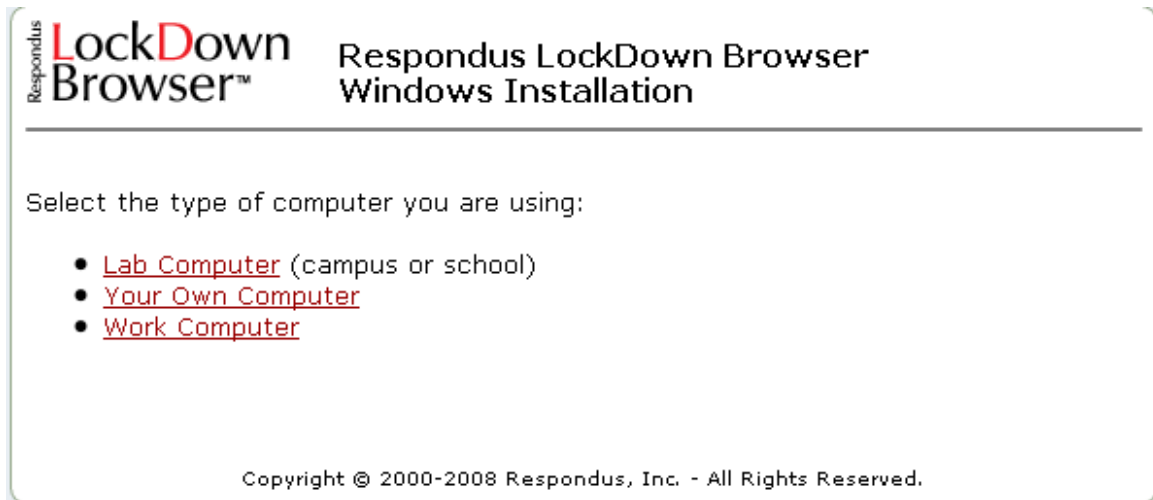 Respondus
LockDown
Browser™
Respondus LockDown Browser
Windows Installation
Select the type of computer you are using:
• Lab Computer (campus or school)
• Your Own Computer
• Work Computer
Copyright © 2000-2008 Respondus, Inc. - All Rights Reserved.